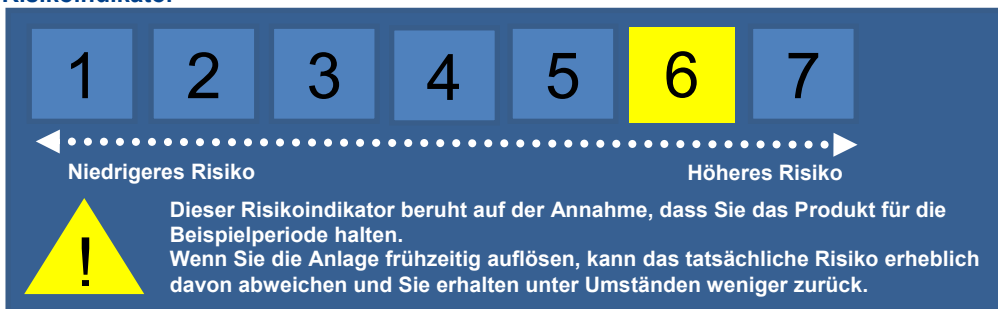 Risikoindikator
1 2 3 4 5 6 7
Niedrigeres Risiko Höheres Risiko
!
Dieser Risikoindikator beruht auf der Annahme, dass Sie das Produkt für die
Beispielperiode halten.
Wenn Sie die Anlage frühzeitig auflösen, kann das tatsächliche Risiko erheblich
davon abweichen und Sie erhalten unter Umständen weniger zurück.